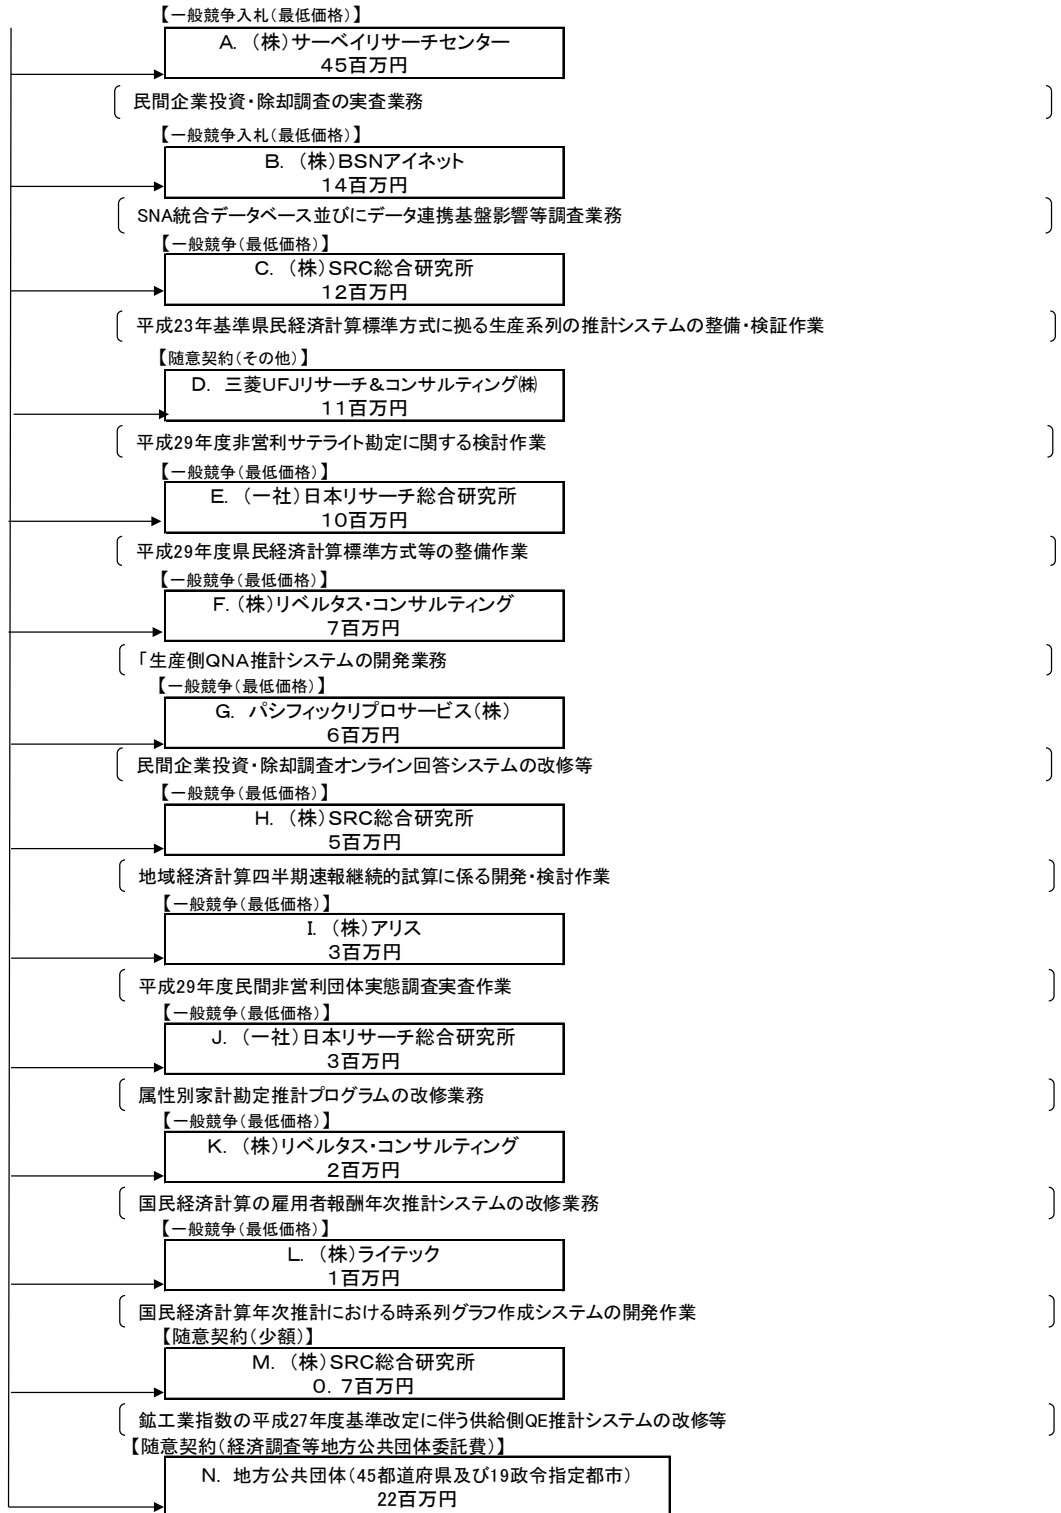 【一般競争入札(最低価格)】
A. (株)サーベイリサーチセンター
45百万円
民間企業投資・除却調査の実査業務
【一般競争入札(最低価格)】
B. (株)BSNアイネット
14百万円
SNA統合データベース並びにデータ連携基盤影響等調査業務
【一般競争(最低価格)】
C. (株)SRC総合研究所
12百万円
平成23年基準県民経済計算標準方式に拠る生産系列の推計システムの整備・検証作業
【随意契約(その他)】
D. 三菱UFJリサーチ&コンサルティング㈱
11百万円
平成29年度非営利サテライト勘定に関する検討作業
【一般競争(最低価格)】
E. (一社)日本リサーチ総合研究所
10百万円
平成29年度県民経済計算標準方式等の整備作業
【一般競争(最低価格)】
F. (株)リベルタス・コンサルティング
7百万円
「生産側QNA推計システムの開発業務
【一般競争(最低価格)】
G. パシフィックリプロサービス(株)
6百万円
民間企業投資・除却調査オンライン回答システムの改修等
【一般競争(最低価格)】
H. (株)SRC総合研究所
5百万円
地域経済計算四半期速報継続的試算に係る開発・検討作業
【一般競争(最低価格)】
I. (株)アリス
3百万円
平成29年度民間非営利団体実態調査実査作業
【一般競争(最低価格)】
J. (一社)日本リサーチ総合研究所
3百万円
属性別家計勘定推計プログラムの改修業務
【一般競争(最低価格)】
K. (株)リベルタス・コンサルティング
2百万円
国民経済計算の雇用者報酬年次推計システムの改修業務
【一般競争(最低価格)】
L. (株)ライテック
1百万円
国民経済計算年次推計における時系列グラフ作成システムの開発作業
【随意契約(少額)】
M. (株)SRC総合研究所
0. 7百万円
鉱工業指数の平成27年度基準改定に伴う供給側QE推計システムの改修等
【随意契約(経済調査等地方公共団体委託費)】
N. 地方公共団体(45都道府県及び19政令指定都市)
22百万円